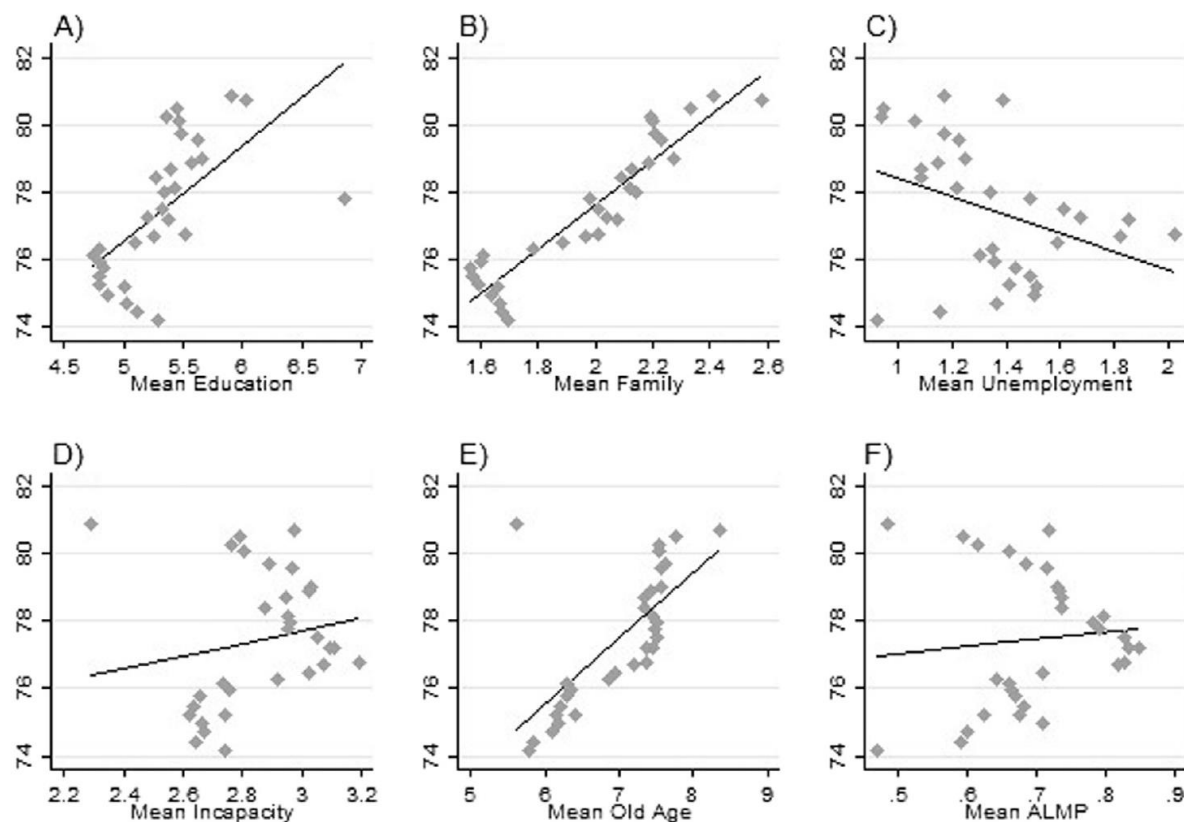 A)
B)
C)
82
80
78
76
74
4.5 5 5.5 6 6.5 7
Mean Education
82
80
78
76
74
1.6 1.8 2 2.2 2.4 2.6
Mean Family
82
80
78
76
74
1 1.2 1.4 1.6 1.8 2
Mean Unemployment
D)
E)
F)
82
80
78
76
74
2.2 2.4 2.6 2.8 3 3.2
Mean Incapacity
82
80
78
76
74
5 6 7 8 9
Mean Old Age
82
80
78
76
74
.5 .6 .7 .8 .9
Mean ALMP